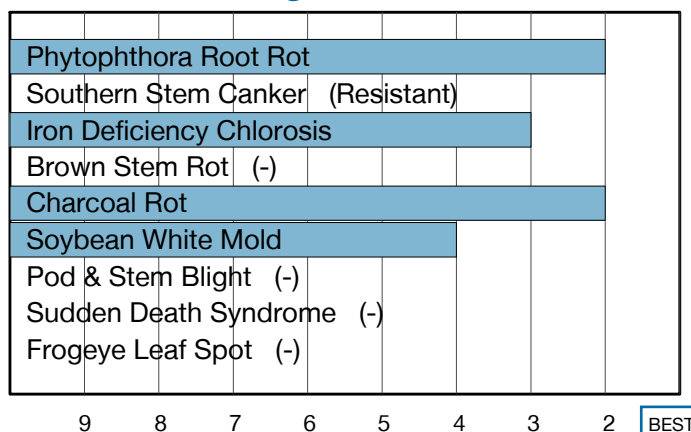 Phytophthora Root Rot
Southern Stem Canker (Resistant)
Iron Deficiency Chlorosis
Brown Stem Rot (-)
Charcoal Rot
Soybean White Mold
Pod & Stem Blight (-)
Sudden Death Syndrome (-)
Frogeye Leaf Spot (-)
9 8 7 6 5 4 3 2 BEST